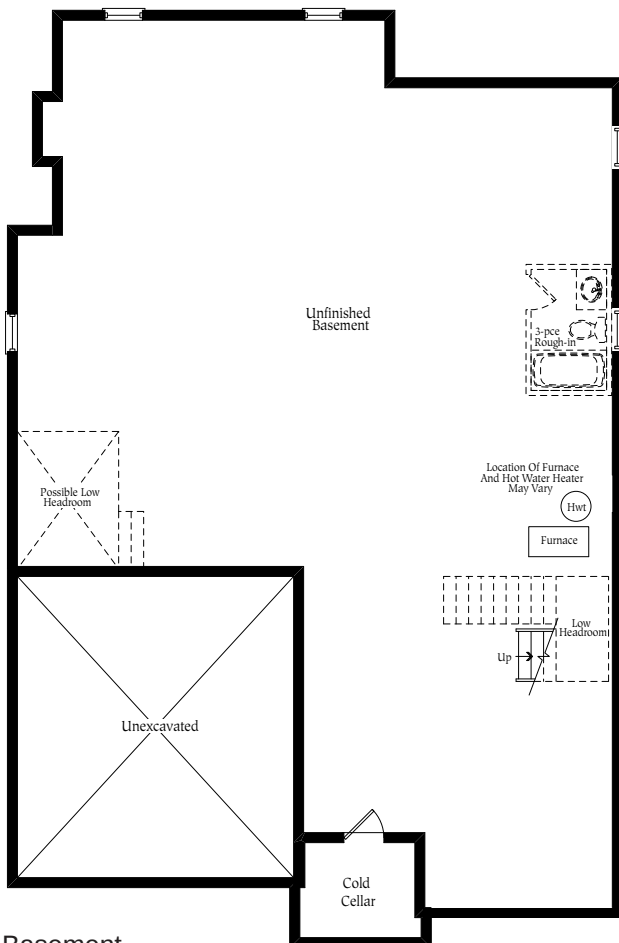 Unfinished
Basement
3-pce
Rough-in
Possible Low
Headroom
Location Of Furnace
And Hot Water Heater
May Vary
Hwt
Furnace
Low
Headroom
Up
Unexcavated
Cold
Cellar
Basement